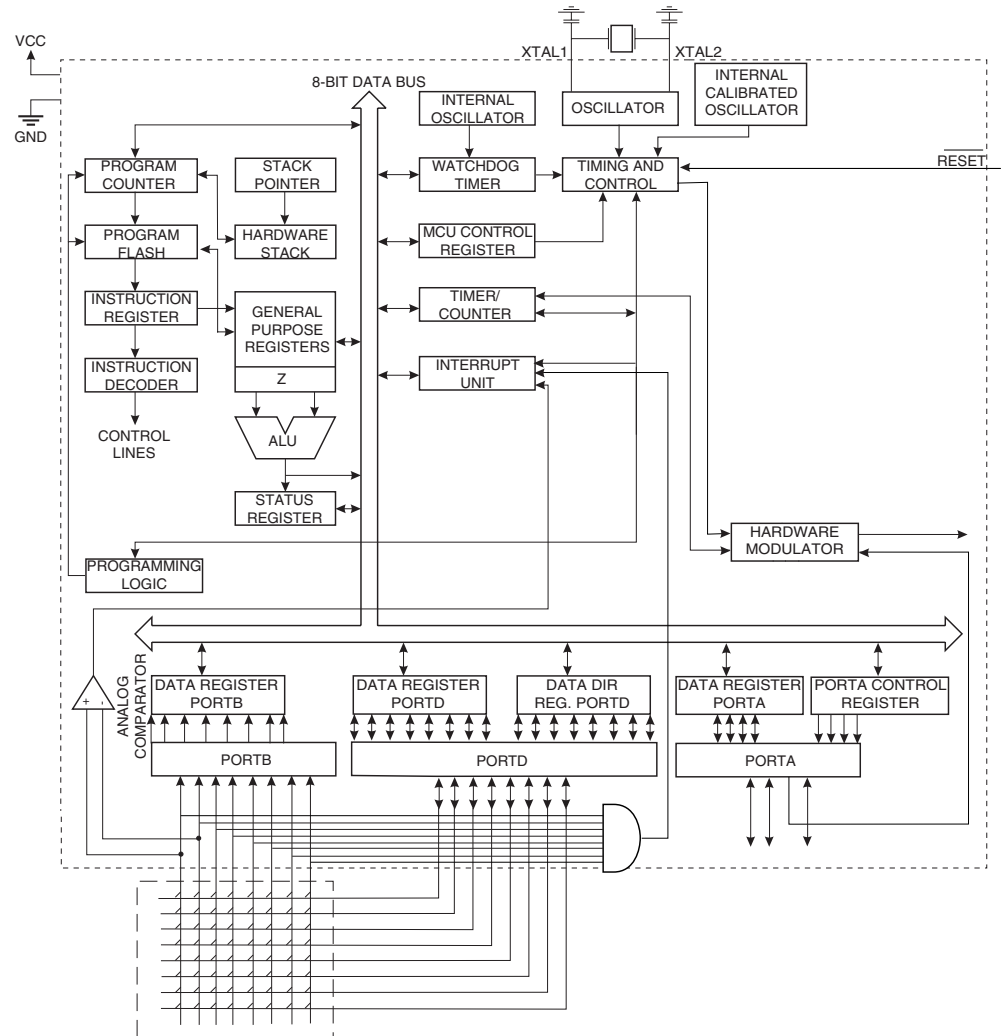 XTAL1
XTAL2
VCC
GND
8-BIT DATA BUS
INTERNAL
OSCILLATOR
OSCILLATOR
INTERNAL
CALIBRATED
OSCILLATOR
RESET
PROGRAM
COUNTER
STACK
POINTER
WATCHDOG
TIMER
TIMING AND
CONTROL
PROGRAM
FLASH
HARDWARE
STACK
MCU CONTROL
REGISTER
INSTRUCTION
REGISTER
GENERAL
PURPOSE
REGISTERS
TIMER/
COUNTER
INSTRUCTION
DECODER
Z
INTERRUPT
UNIT
CONTROL
LINES
ALU
STATUS
REGISTER
HARDWARE
MODULATOR
PROGRAMMING
LOGIC
+ -
ANALOG
COMPARATOR
DATA REGISTER
PORTB
DATA REGISTER
PORTD
DATA DIR
REG. PORTD
DATA REGISTER
PORTA
PORTA CONTROL
REGISTER
PORTB
PORTD
PORTA